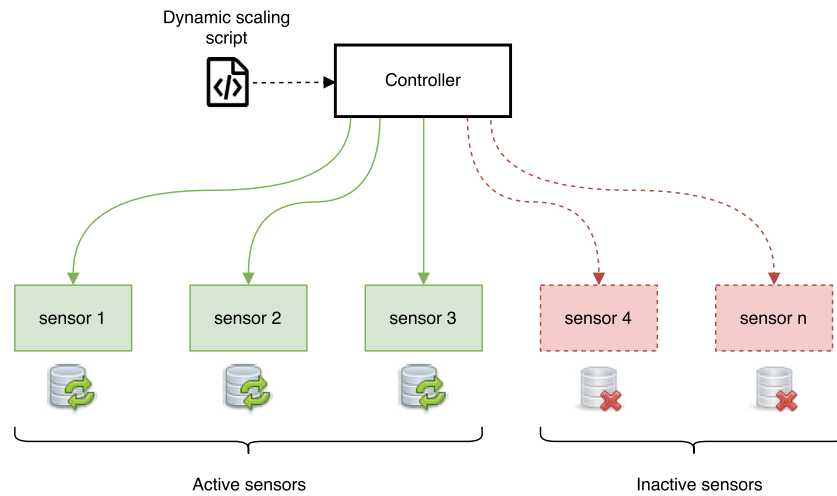 Dynamic scaling
script
</>
Controller
sensor 1
sensor 2
sensor 3
sensor 4
sensor n
Active sensors
Inactive sensors